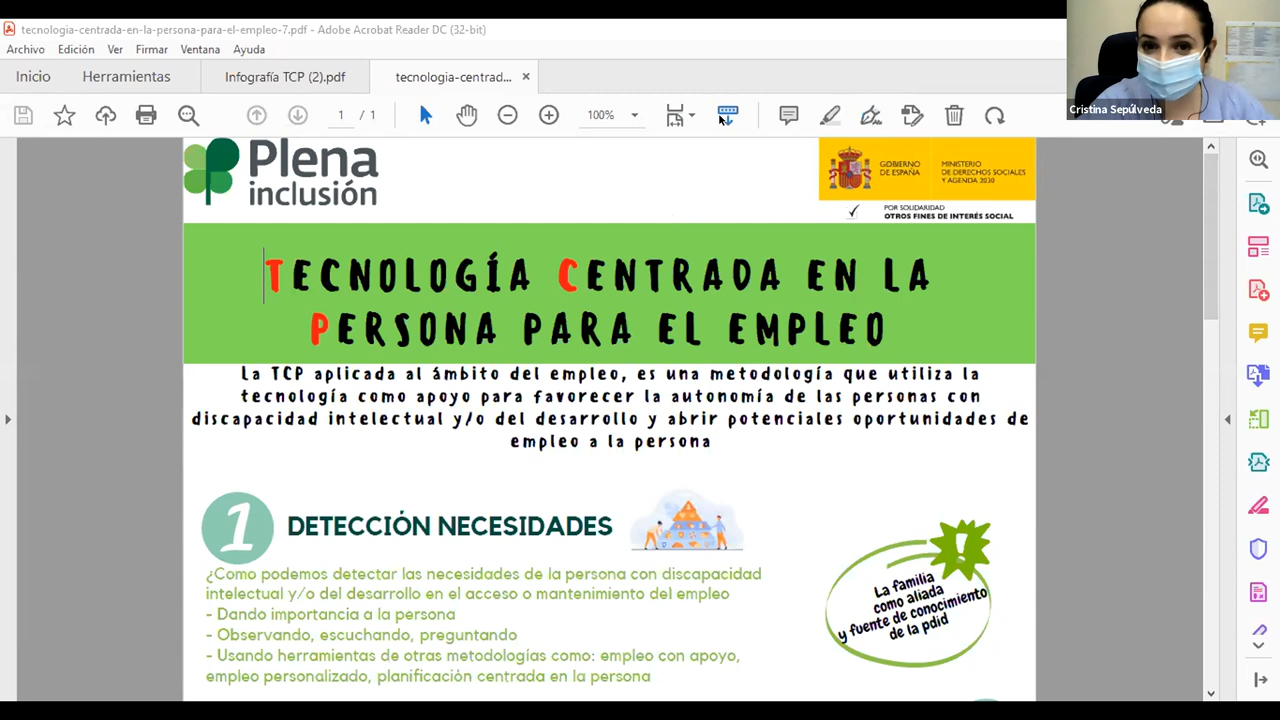 tecnologia-centrada-en-la-persona-para-el-empleo-7.pdf - Adobe Acrobat Reader DC (32-bit)
Archivo Edición Ver Firmar Ventana Ayuda
Inicio Herramientas Infografía TCP (2).pdf tecnologia-centrad... ×
1 / 1 100%
Cristina Sepúlveda
Plena
inclusión
GOBIERNO
DE ESPAÑA
MINISTERIO
DE DERECHOS SOCIALES
Y AGENDA 2030
POR SOLIDARIDAD
OTROS FINES DE INTERÉS SOCIAL
TECNOLOGÍA CENTRADA EN LA
PERSONA PARA EL EMPLEO
La TCP aplicada al ámbito del empleo, es una metodología que utiliza la
tecnología como apoyo para favorecer la autonomía de las personas con
discapacidad intelectual y/o del desarrollo y abrir potenciales oportunidades de
empleo a la persona
1 DETECCIÓN NECESIDADES
¿Como podemos detectar las necesidades de la persona con discapacidad
intelectual y/o del desarrollo en el acceso o mantenimiento del empleo
- Dando importancia a la persona
- Observando, escuchando, preguntando
- Usando herramientas de otras metodologías como: empleo con apoyo,
empleo personalizado, planificación centrada en la persona
!
La familia
como aliada
y fuente de conocimiento
de la pdid